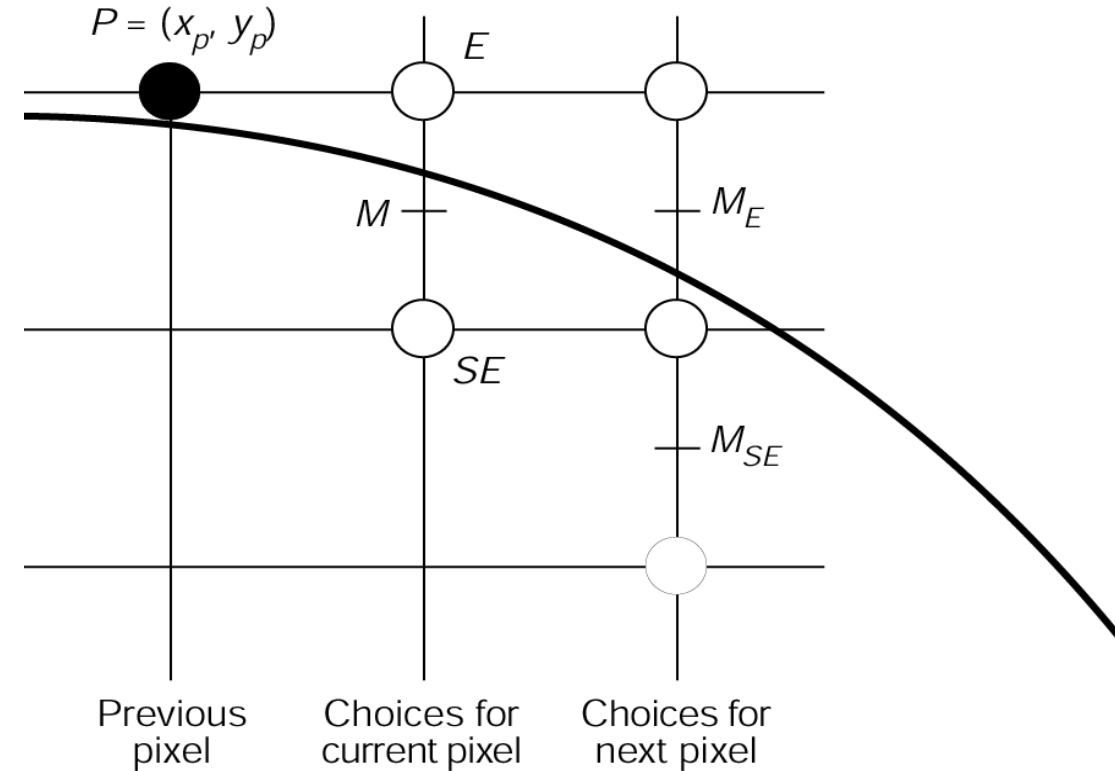 P = (xp, yp)
E
M
ME
SE
MSE
Previous
pixel
Choices for
current pixel
Choices for
next pixel